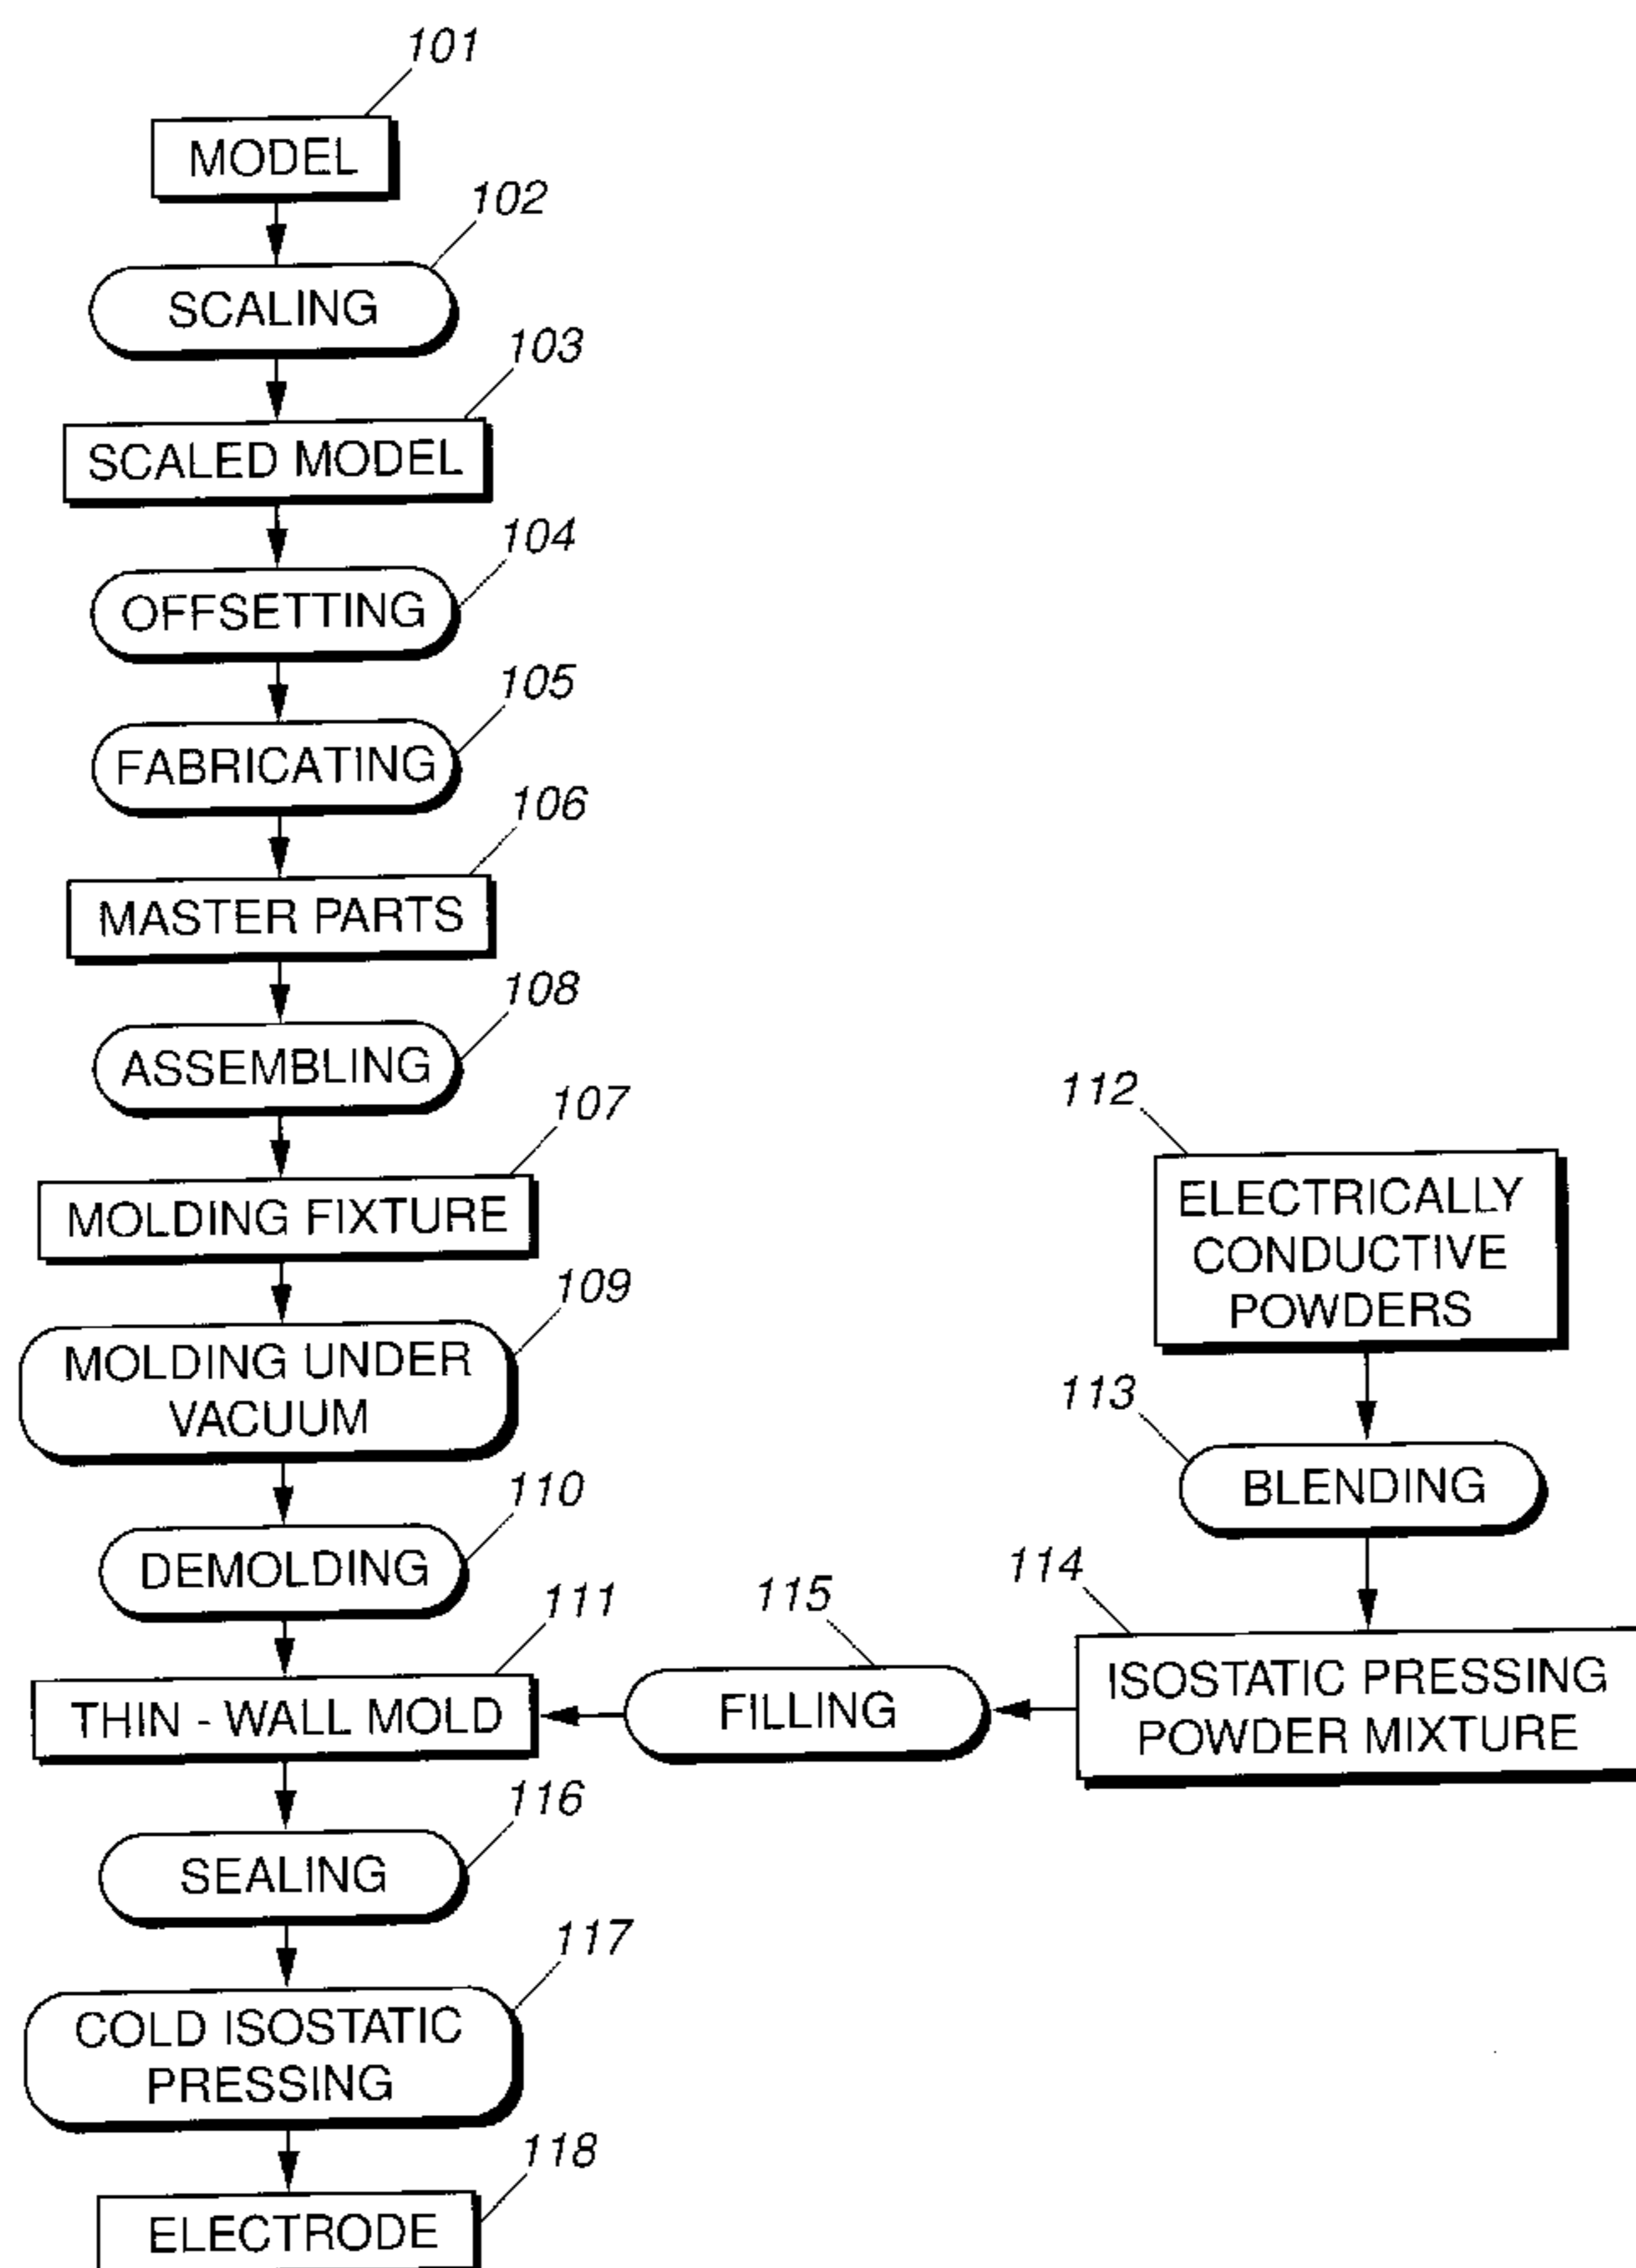 101
MODEL
102
SCALING
103
SCALED MODEL
104
OFFSETTING
105
FABRICATING
106
MASTER PARTS
108
ASSEMBLING
107
MOLDING FIXTURE
109
MOLDING UNDER
VACUUM
110
DEMOLDING
111
THIN - WALL MOLD
112
ELECTRICALLY
CONDUCTIVE
POWDERS
113
BLENDING
114
ISOSTATIC PRESSING
POWDER MIXTURE
115
FILLING
116
SEALING
117
COLD ISOSTATIC
PRESSING
118
ELECTRODE